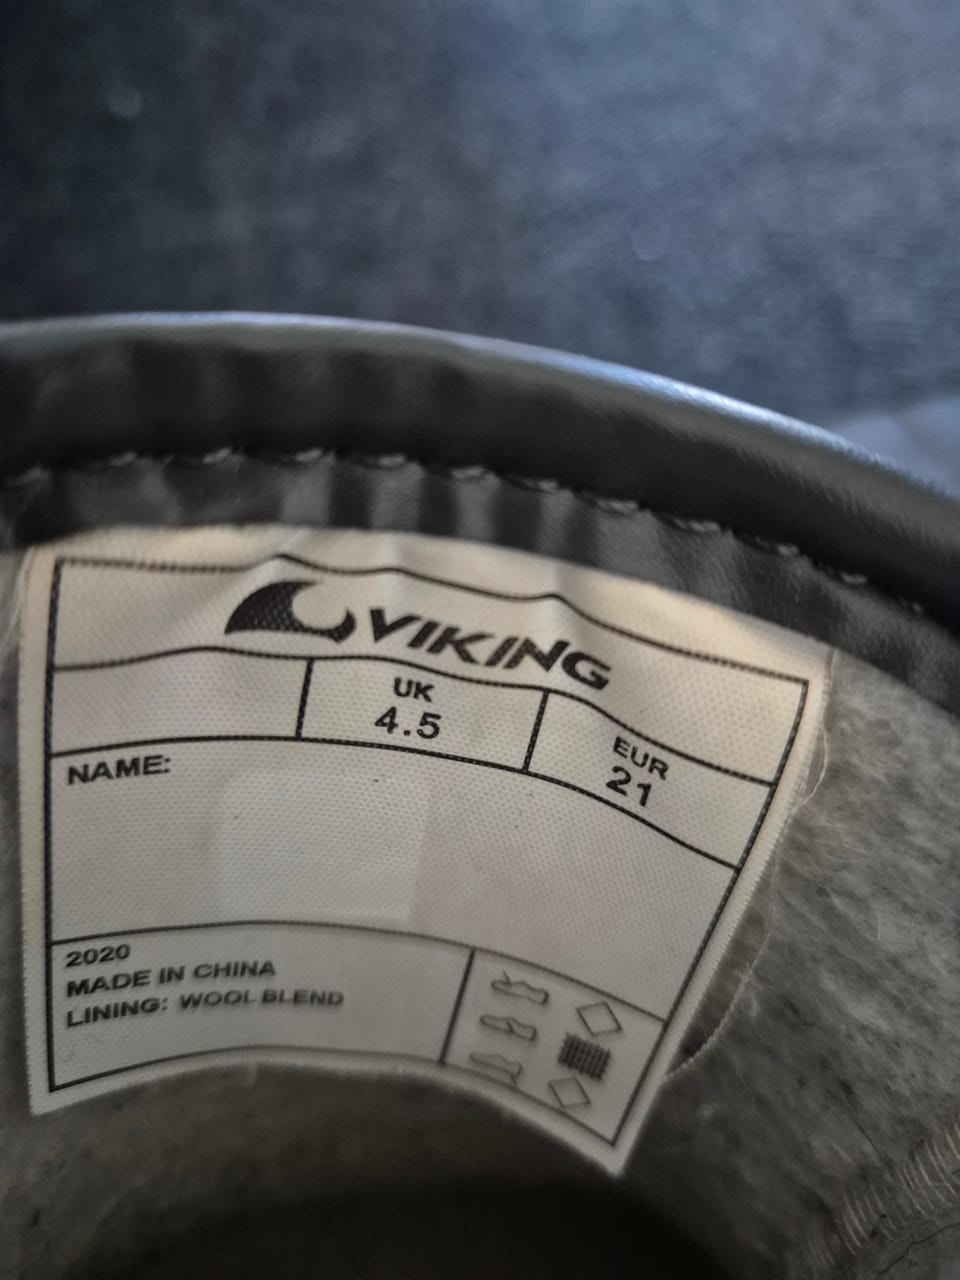 VIKING
UK
4.5
EUR
21
NAME:
2020
MADE IN CHINA
LINING: WOOL BLEND